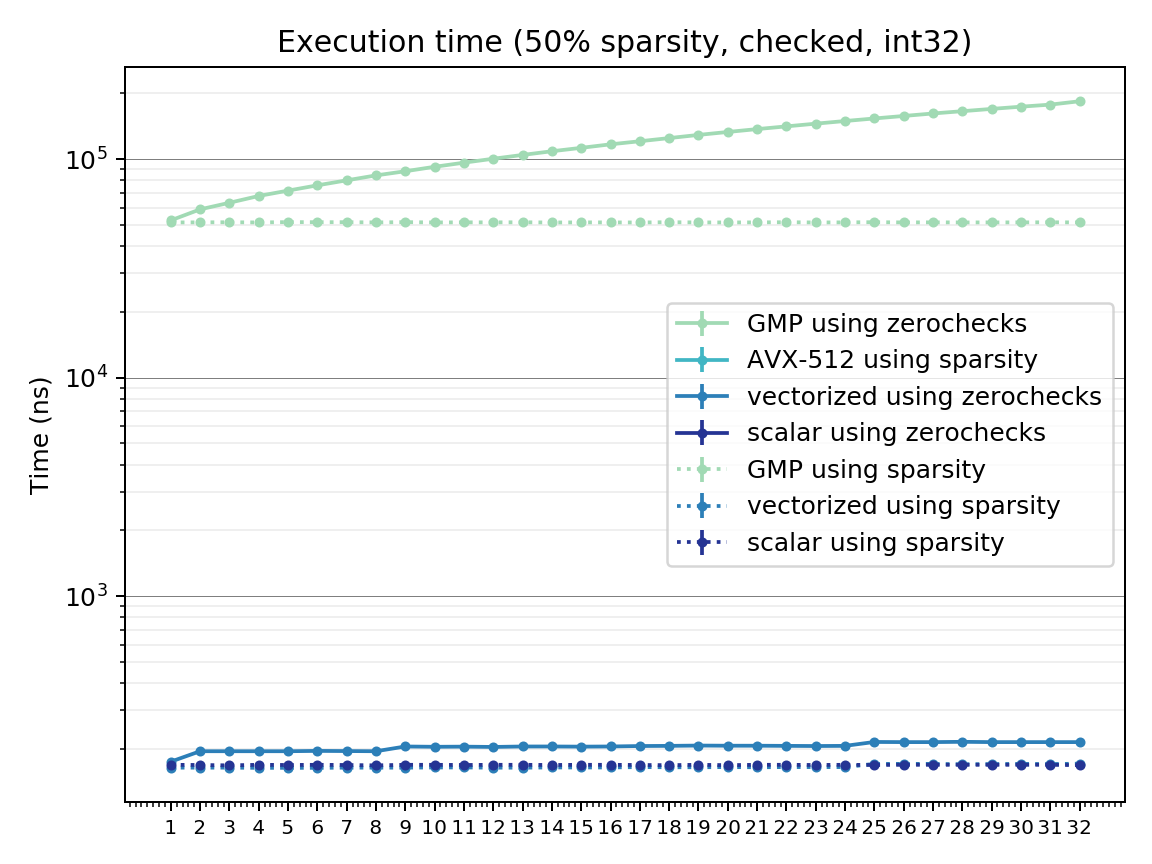 Execution time (50% sparsity, checked, int32)
10^5
10^4
10^3
Time (ns)
GMP using zerochecks
AVX-512 using sparsity
vectorized using zerochecks
scalar using zerochecks
GMP using sparsity
vectorized using sparsity
scalar using sparsity
1 2 3 4 5 6 7 8 9 10 11 12 13 14 15 16 17 18 19 20 21 22 23 24 25 26 27 28 29 30 31 32